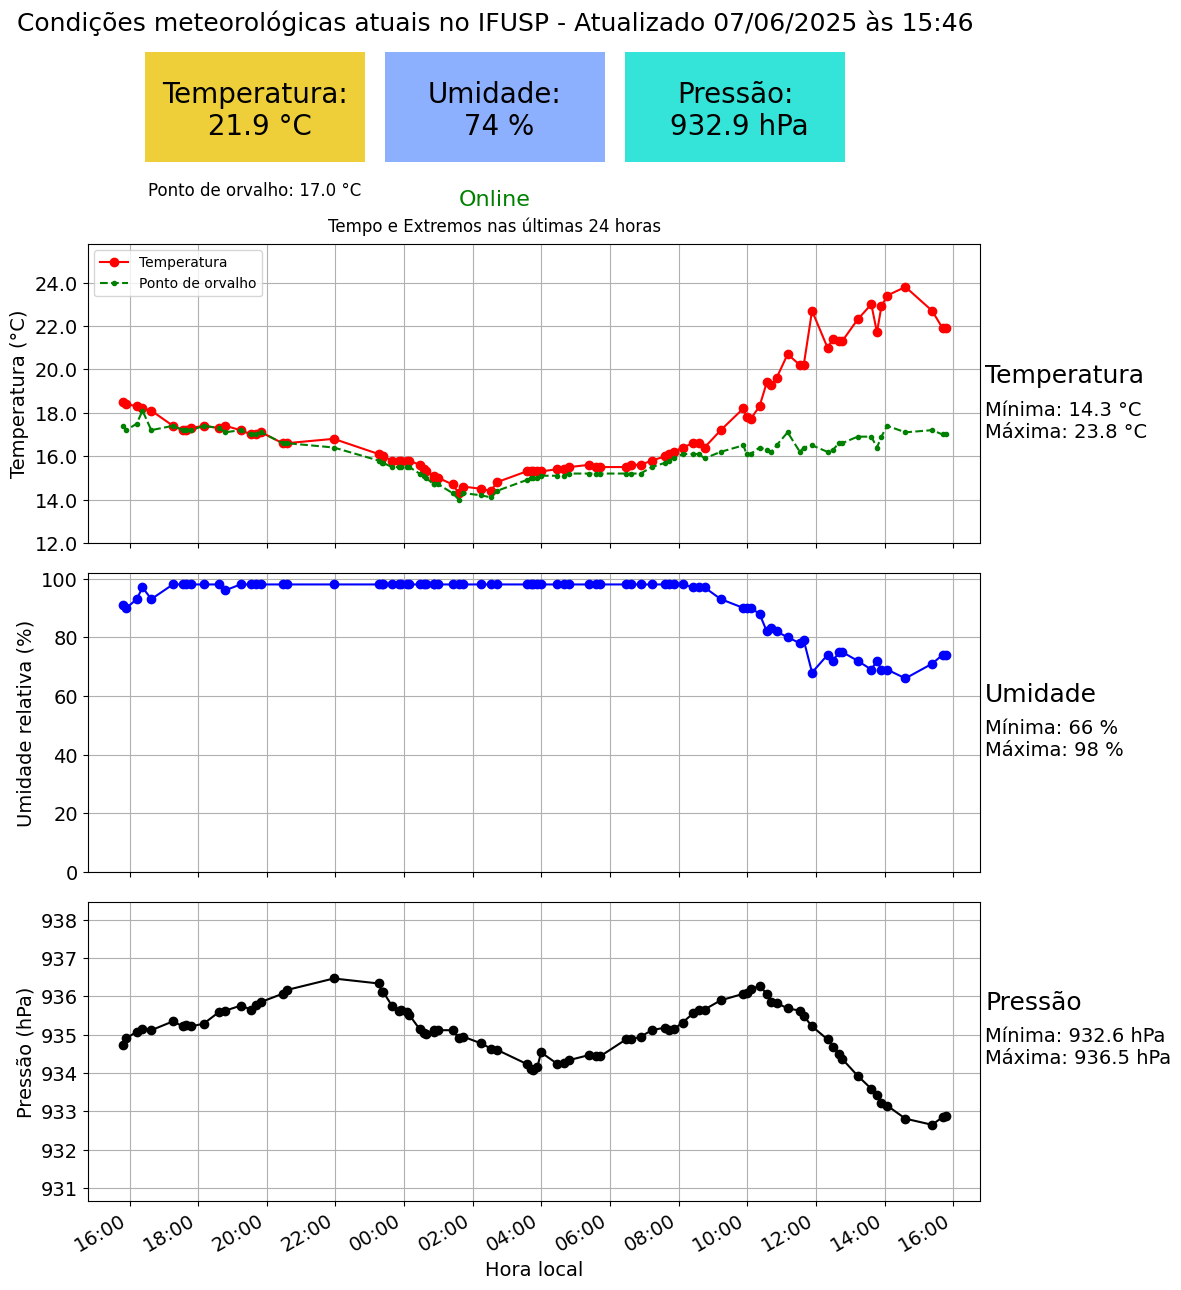 Condições meteorológicas atuais no IFUSP - Atualizado 07/06/2025 às 15:46
Temperatura:
21.9 °C
Umidade:
74 %
Pressão:
932.9 hPa
Ponto de orvalho: 17.0 °C
Online
Tempo e Extremos nas últimas 24 horas
Temperatura
Ponto de orvalho
Temperatura (°C)
24.0
22.0
20.0
18.0
16.0
14.0
12.0
Temperatura
Mínima: 14.3 °C
Máxima: 23.8 °C
Umidade relativa (%)
100
80
60
40
20
0
Umidade
Mínima: 66 %
Máxima: 98 %
Pressão (hPa)
938
937
936
935
934
933
932
931
Pressão
Mínima: 932.6 hPa
Máxima: 936.5 hPa
16:00
18:00
20:00
22:00
00:00
02:00
04:00
06:00
08:00
10:00
12:00
14:00
16:00
Hora local